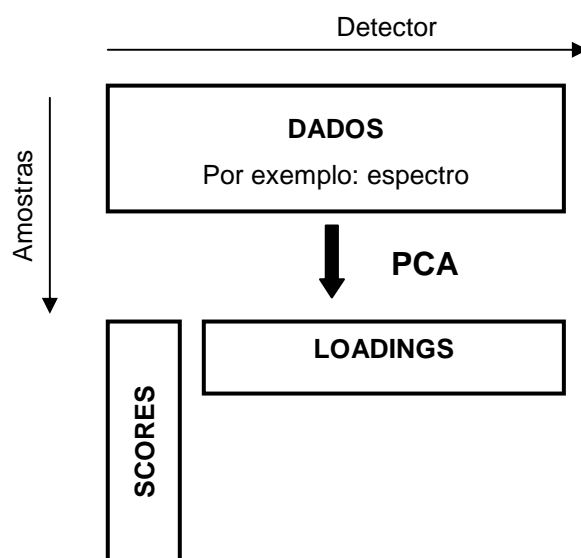 Detector
Amostras
DADOS
Por exemplo: espectro
PCA
LOADINGS
SCORES